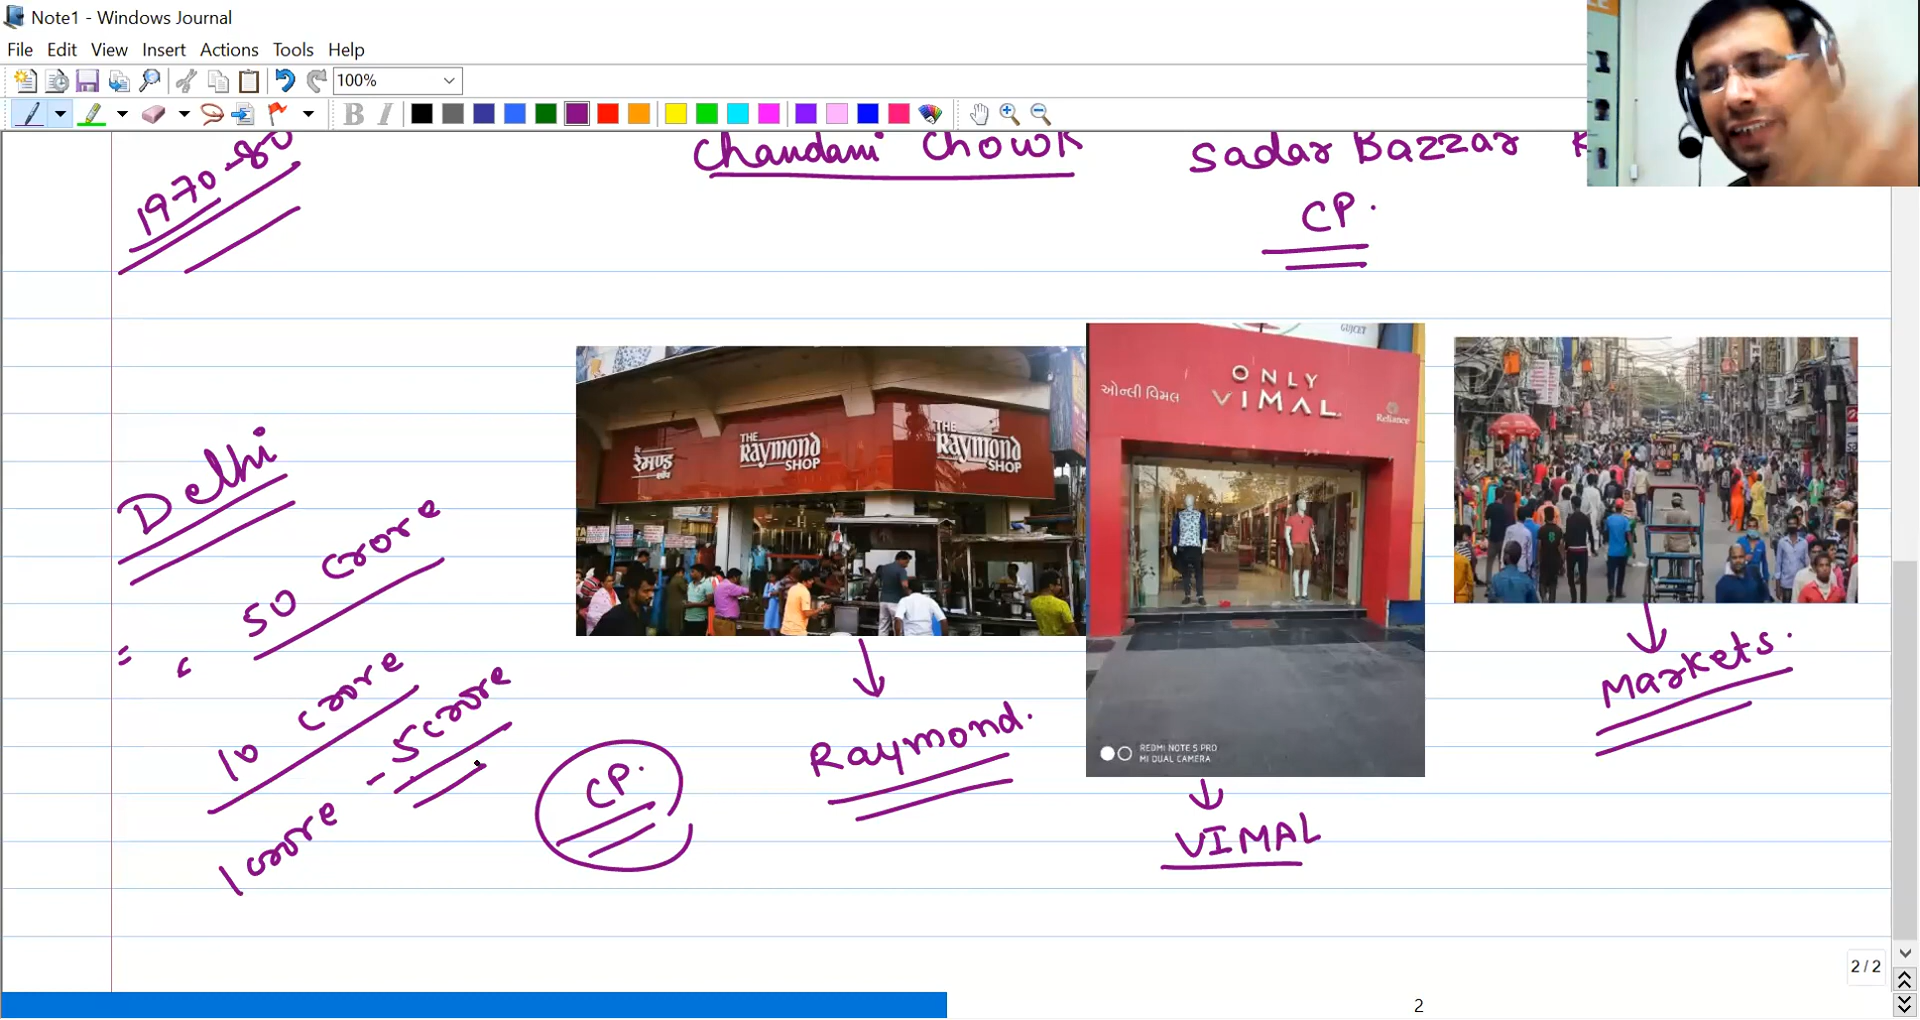 Note1 - Windows Journal
File Edit View Insert Actions Tools Help
100%
B I
1970-80
Chandani Chowk Sadar Bazzar
CP.
GUJCET
ONLY
VIMAL
ઓન્લી વિમલ
Reliance
THE
Raymond
SHOP
THE
Raymond
SHOP
रेमण्ड
Delhi
50 crore
10 crore
1 crore - 5 crore
CP.
Raymond.
REDMI NOTE 5 PRO
MI DUAL CAMERA
VIMAL
Markets.
2 / 2
2